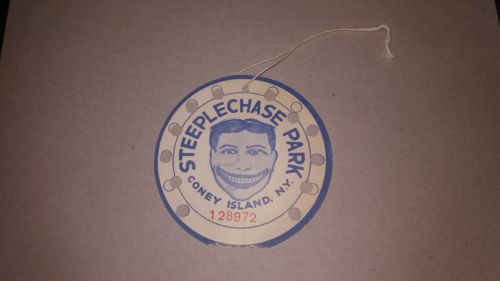 STEEPLECHASE PARK
CONEY ISLAND, N.Y.
128972